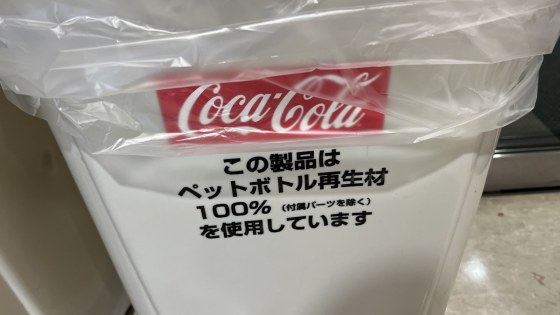 Coca-Cola
この製品は
ペットボトル再生材
100% (付属パーツを除く)
を使用しています